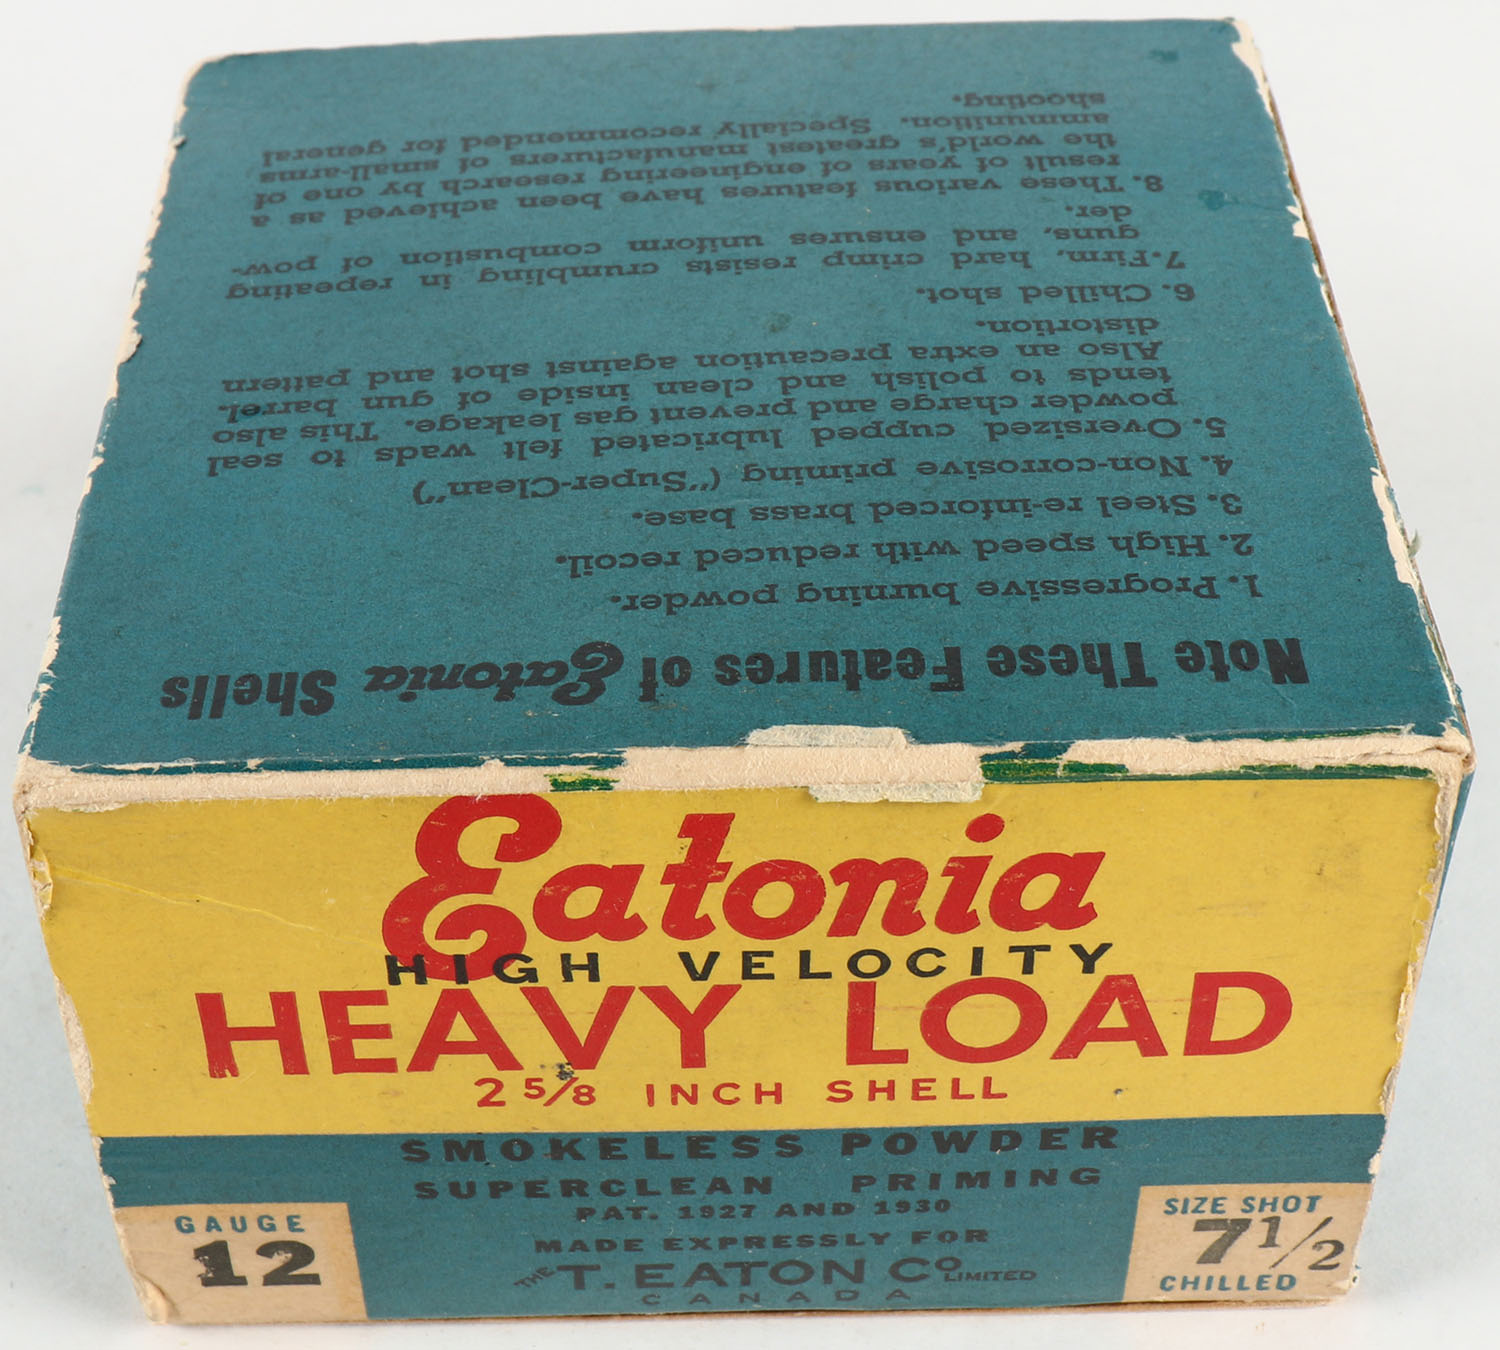 Note These Features of Eatonia Shells
1. Progressive burning powder.
2. High speed with reduced recoil.
3. Steel re-inforced brass base.
4. Non-corrosive priming ("Super-Clean")
5. Oversized cupped lubricated felt wads to seal
powder charge and prevent gas leakage. This also
tends to polish and clean inside of gun barrel.
Also an extra precaution against shot and pattern
distortion.
6. Chilled shot.
7. Firm, hard crimp resists crumbling in repeating
guns, and ensures uniform combustion of pow-
der.
8. These various features have been achieved as a
result of years of engineering research by one of
the world's greatest manufacturers of small-arms
ammunition. Specially recommended for general
shooting.
Eatonia
HIGH VELOCITY
HEAVY LOAD
2 5/8 INCH SHELL
SMOKELESS POWDER
SUPERCLEAN PRIMING
PAT. 1927 AND 1930
MADE EXPRESSLY FOR
THE T. EATON CO LIMITED
CANADA
GAUGE
12
SIZE SHOT
7 1/2
CHILLED